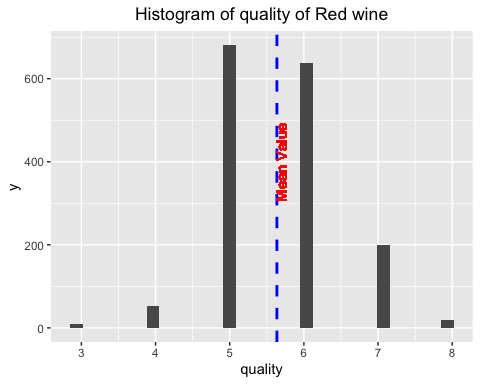 Histogram of quality of Red wine
y
600
400
200
0
Mean Value
3 4 5 6 7 8
quality